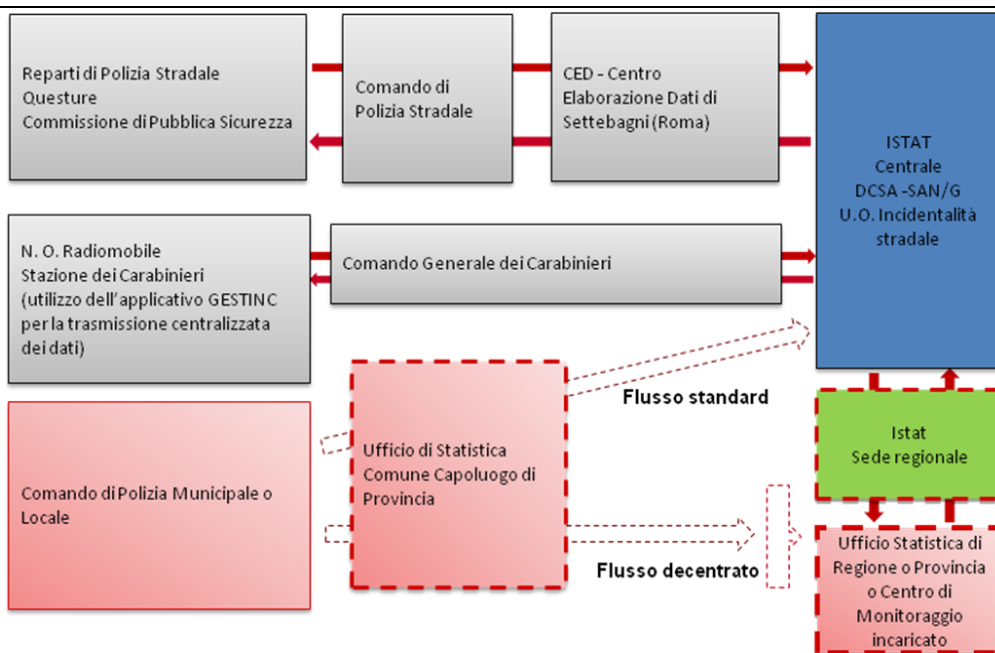 Reparti di Polizia Stradale
Questure
Commissione di Pubblica Sicurezza
Comando di
Polizia Stradale
CED - Centro
Elaborazione Dati di
Settebagni (Roma)
ISTAT
Centrale
DCSA -SAN/G
U.O. Incidentalità
stradale
N. O. Radiomobile
Stazione dei Carabinieri
(utilizzo dell'applicativo GESTINC
per la trasmissione centralizzata
dei dati)
Comando Generale dei Carabinieri
Flusso standard
Istat
Sede regionale
Comando di Polizia Municipale o
Locale
Ufficio di Statistica
Comune Capoluogo di
Provincia
Flusso decentrato
Ufficio Statistica di
Regione o Provincia
o Centro di
Monitoraggio
incaricato